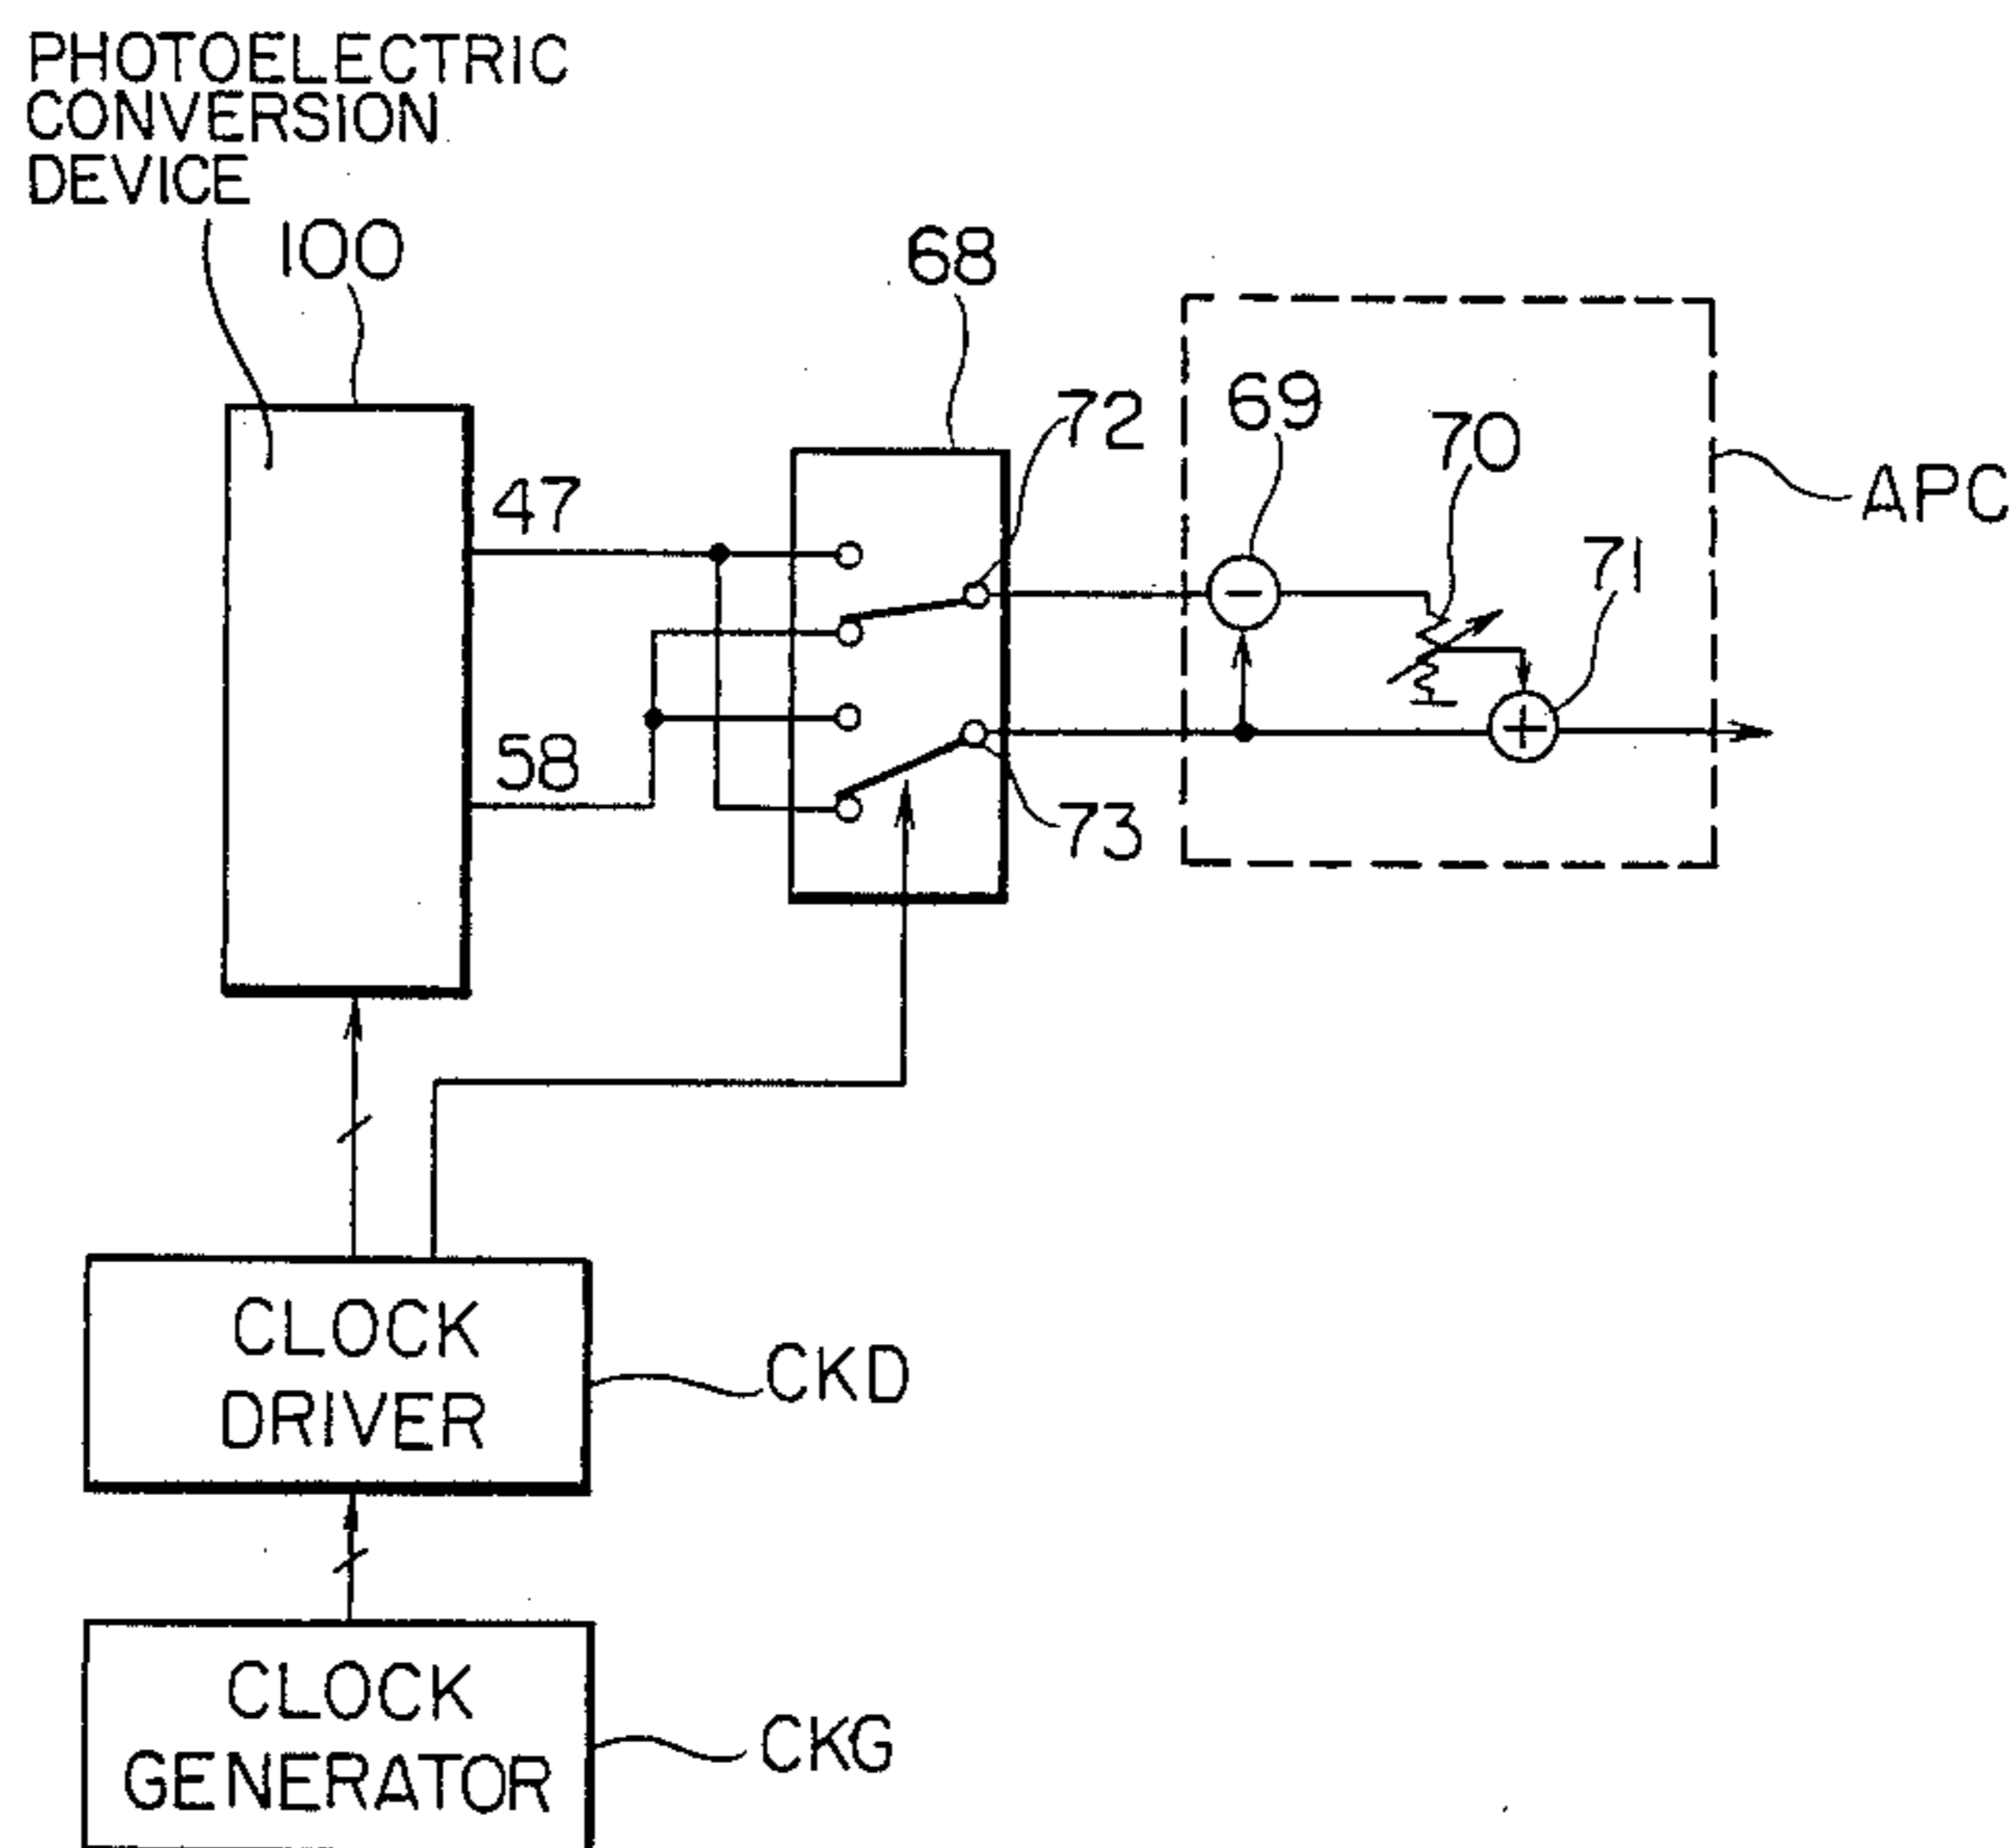 PHOTOELECTRIC
CONVERSION
DEVICE
100
68
72
69
70
APC
47
71
58
73
CLOCK
DRIVER
CKD
CLOCK
GENERATOR
CKG